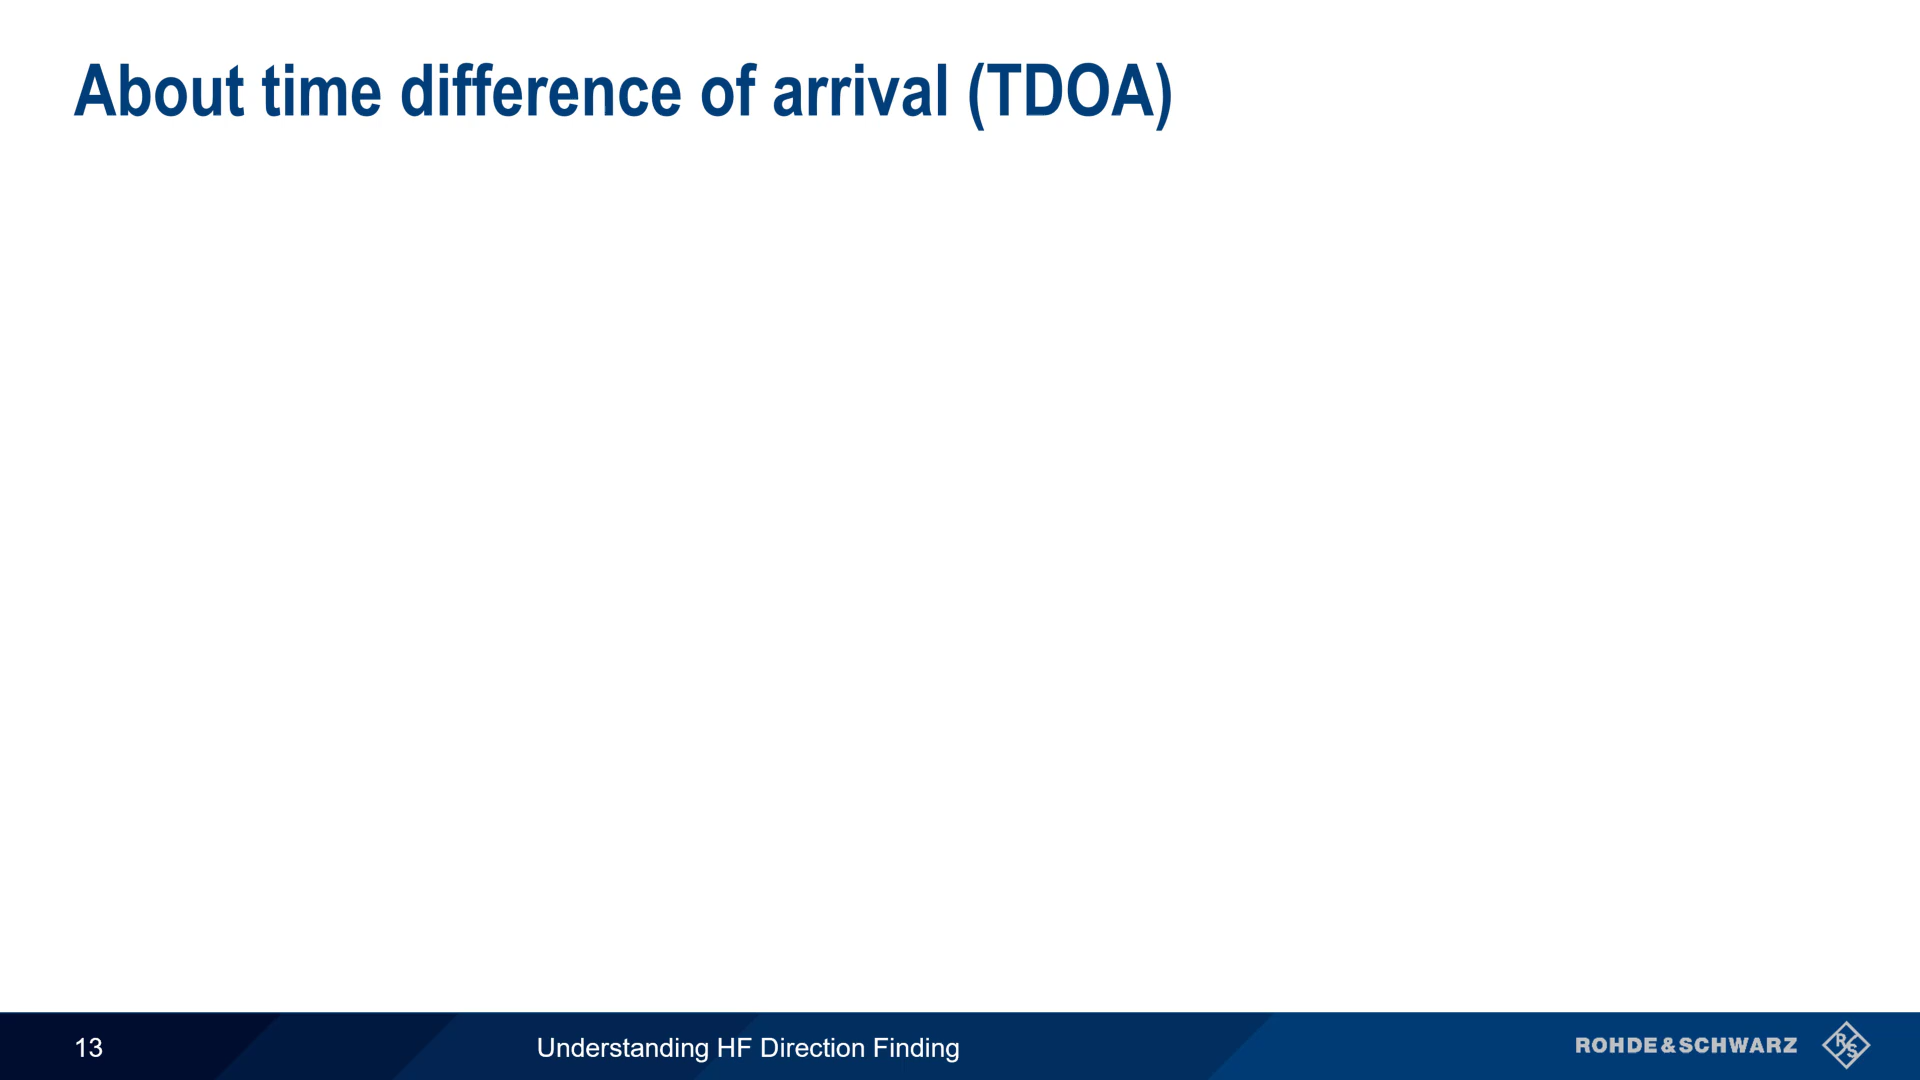 About time difference of arrival (TDOA)
13
Understanding HF Direction Finding
ROHDE&SCHWARZ
R
S